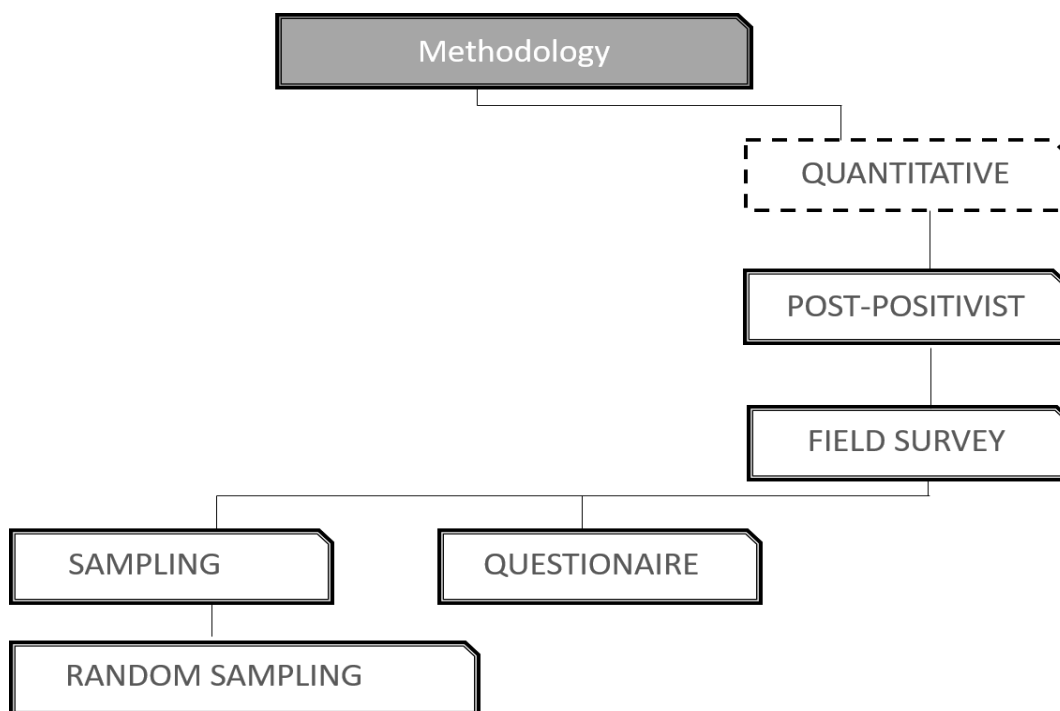 Methodology
QUANTITATIVE
POST-POSITIVIST
FIELD SURVEY
SAMPLING
QUESTIONAIRE
RANDOM SAMPLING